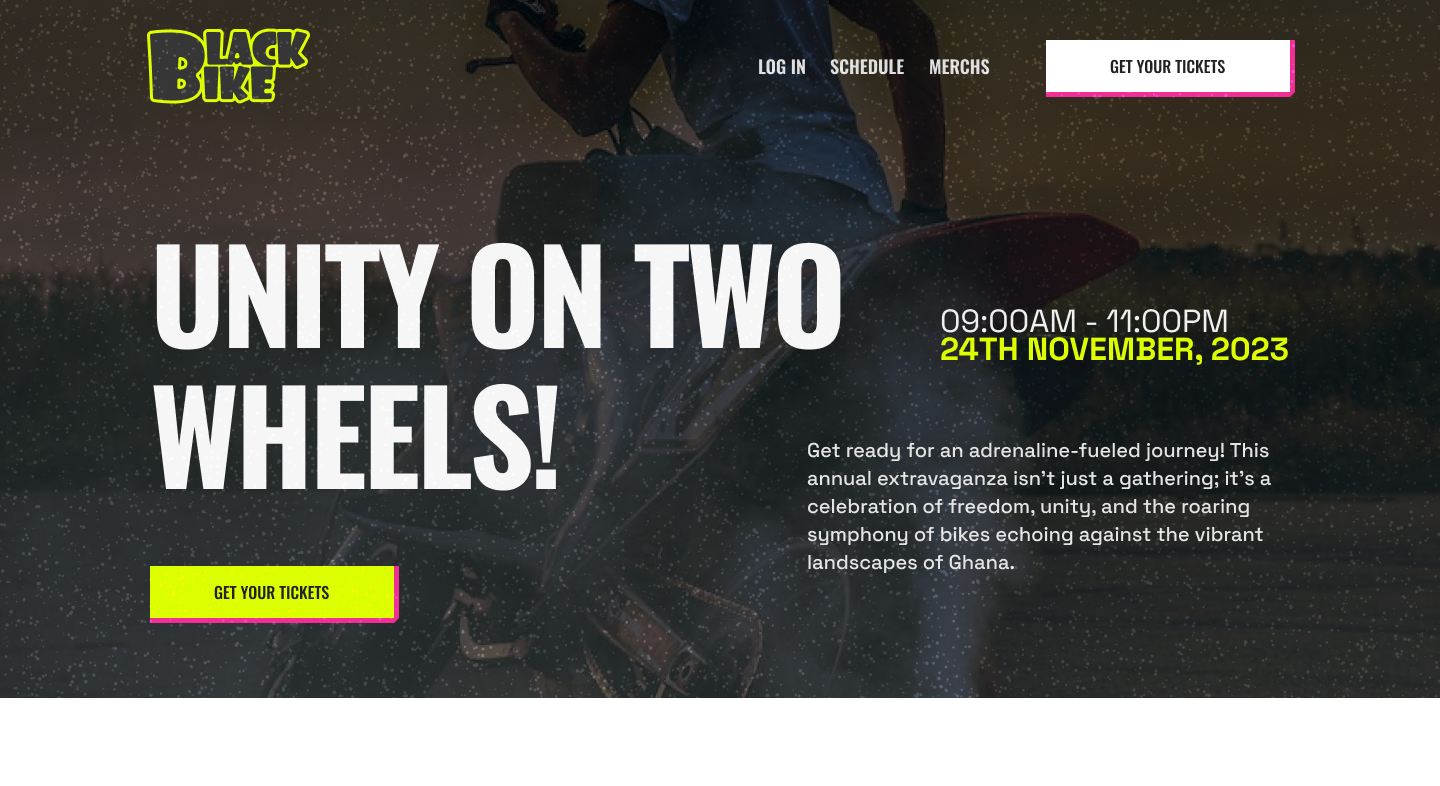 BLACK
BIKE
LOG IN
SCHEDULE
MERCHS
GET YOUR TICKETS
UNITY ON TWO
WHEELS!
09:00AM - 11:00PM
24TH NOVEMBER, 2023
Get ready for an adrenaline-fueled journey! This
annual extravaganza isn’t just a gathering; it’s a
celebration of freedom, unity, and the roaring
symphony of bikes echoing against the vibrant
landscapes of Ghana.
GET YOUR TICKETS